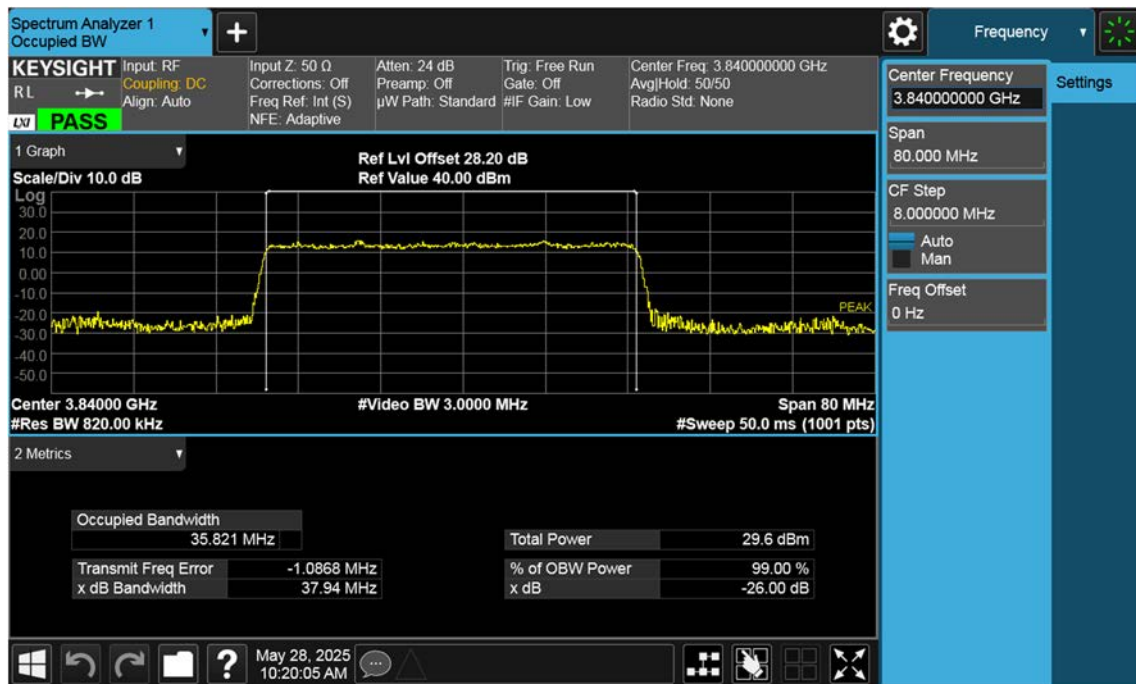 Spectrum Analyzer 1
Occupied BW
+
Frequency
KEYSIGHT
R L
LXI PASS
Input: RF
Coupling: DC
Align: Auto
Input Z: 50 Ω
Corrections: Off
Freq Ref: Int (S)
NFE: Adaptive
Atten: 24 dB
Preamp: Off
µW Path: Standard
Trig: Free Run
Gate: Off
#IF Gain: Low
Center Freq: 3.840000000 GHz
Avg|Hold: 50/50
Radio Std: None
1 Graph
Scale/Div 10.0 dB
Ref Lvl Offset 28.20 dB
Ref Value 40.00 dBm
Log
30.0
20.0
10.0
0.00
-10.0
-20.0
-30.0
-40.0
-50.0
PEAK
Center 3.84000 GHz
#Video BW 3.0000 MHz
Span 80 MHz
#Res BW 820.00 kHz
#Sweep 50.0 ms (1001 pts)
2 Metrics
Occupied Bandwidth
35.821 MHz
Total Power 29.6 dBm
Transmit Freq Error -1.0868 MHz
% of OBW Power 99.00 %
x dB Bandwidth 37.94 MHz
x dB -26.00 dB
Center Frequency
3.840000000 GHz
Settings
Span
80.000 MHz
CF Step
8.000000 MHz
Auto
Man
Freq Offset
0 Hz
?
May 28, 2025
10:20:05 AM